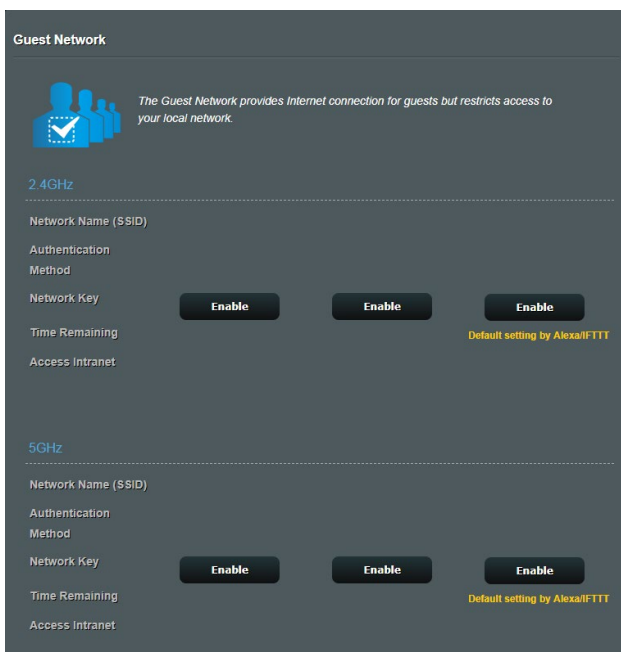 Guest Network
The Guest Network provides Internet connection for guests but restricts access to
your local network.
2.4GHz
Network Name (SSID)
Authentication
Method
Network Key
Enable Enable Enable
Time Remaining
Default setting by Alexa/IFTTT
Access Intranet
5GHz
Network Name (SSID)
Authentication
Method
Network Key
Enable Enable Enable
Time Remaining
Default setting by Alexa/IFTTT
Access Intranet